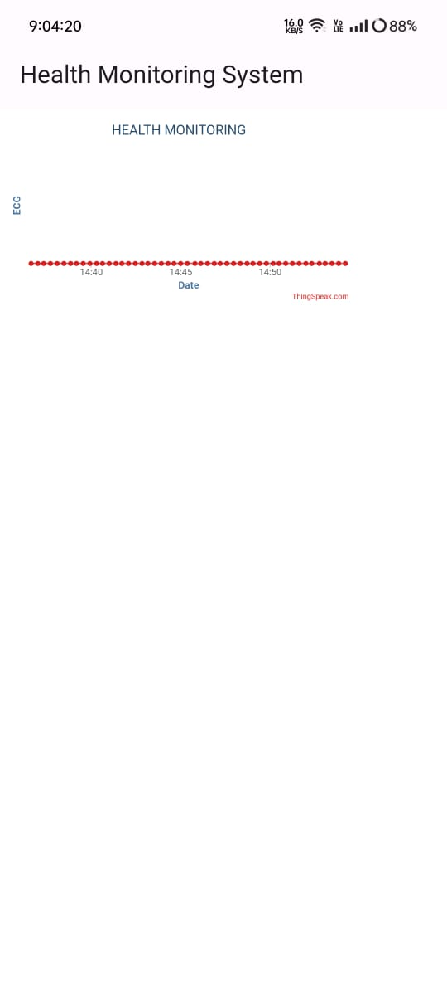 9:04:20 16.0 KB/S Vo LTE 88%
Health Monitoring System
HEALTH MONITORING
ECG
14:40 14:45 14:50
Date
ThingSpeak.com